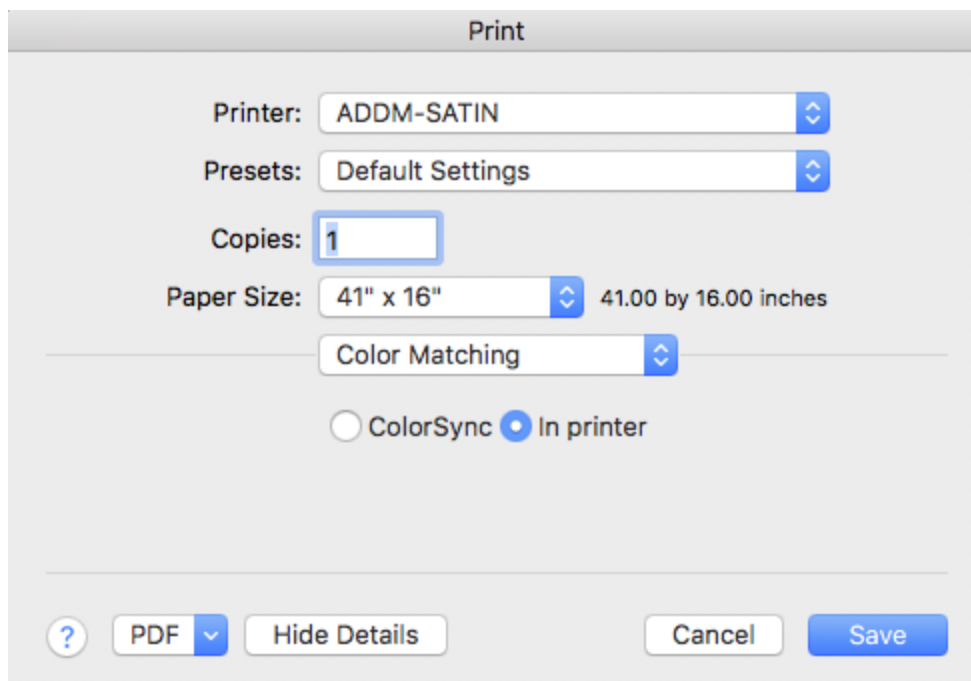 Print
Printer: ADDM-SATIN
Presets: Default Settings
Copies: 1
Paper Size: 41" x 16" 41.00 by 16.00 inches
Color Matching
ColorSync In printer
? PDF Hide Details Cancel Save